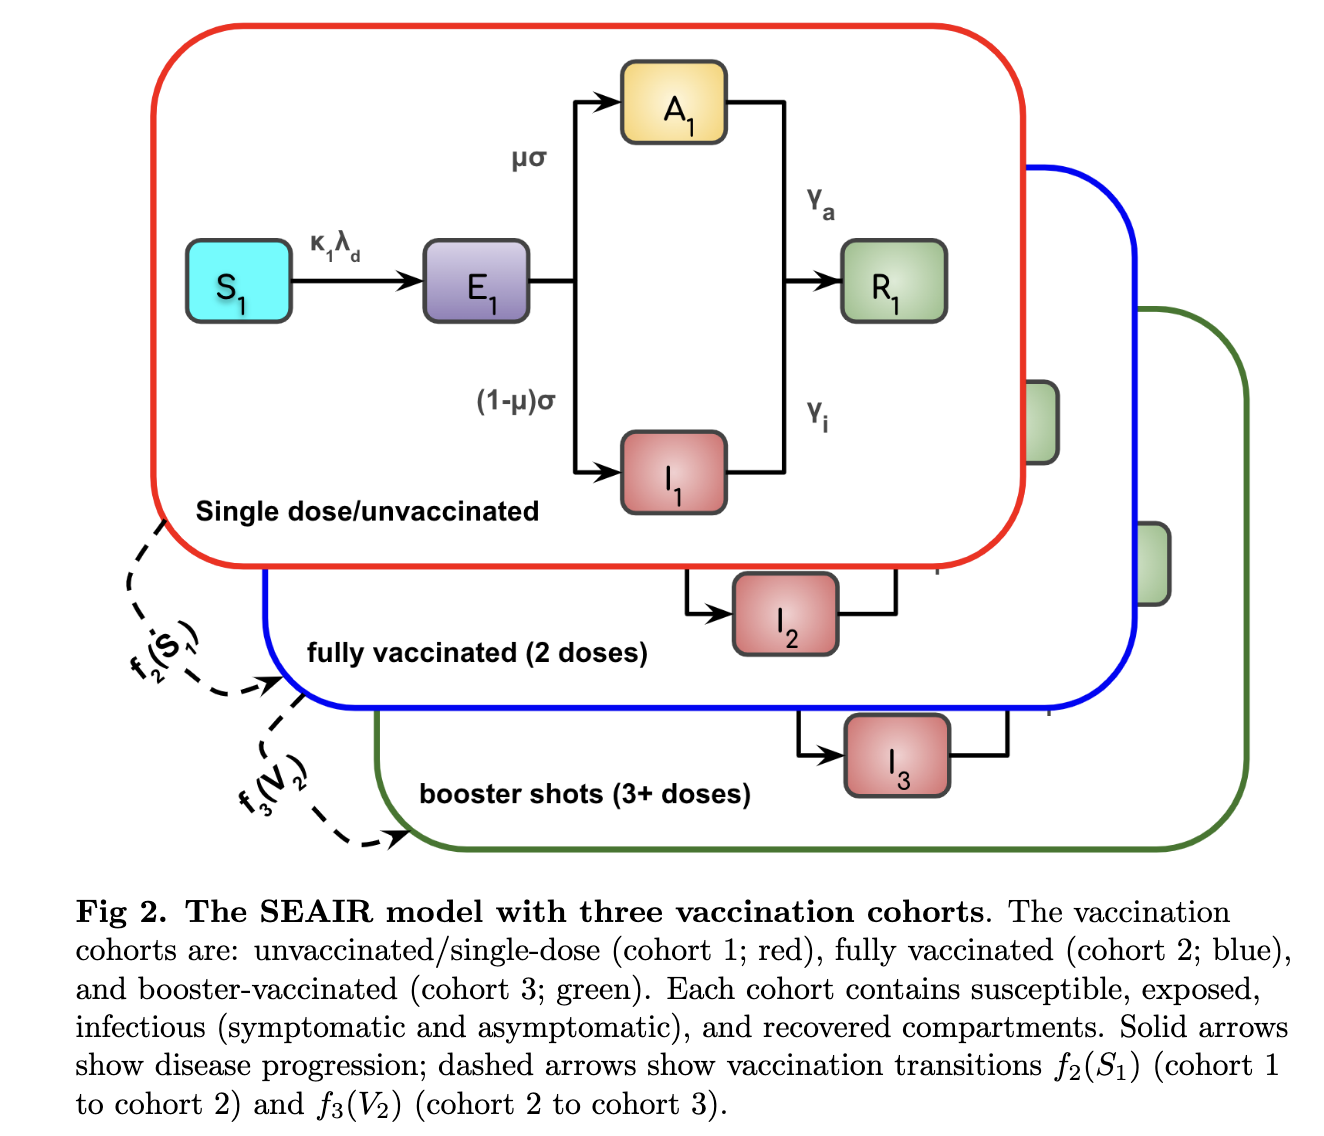 A₁
μσ
γₐ
κ₁λ_d
S₁
E₁
R₁
(1-μ)σ
γᵢ
I₁
Single dose/unvaccinated
I₂
f₂(S₁)
fully vaccinated (2 doses)
I₃
f₃(V₂)
booster shots (3+ doses)
Fig 2. The SEAIR model with three vaccination cohorts. The vaccination
cohorts are: unvaccinated/single-dose (cohort 1; red), fully vaccinated (cohort 2; blue),
and booster-vaccinated (cohort 3; green). Each cohort contains susceptible, exposed,
infectious (symptomatic and asymptomatic), and recovered compartments. Solid arrows
show disease progression; dashed arrows show vaccination transitions f₂(S₁) (cohort 1
to cohort 2) and f₃(V₂) (cohort 2 to cohort 3).